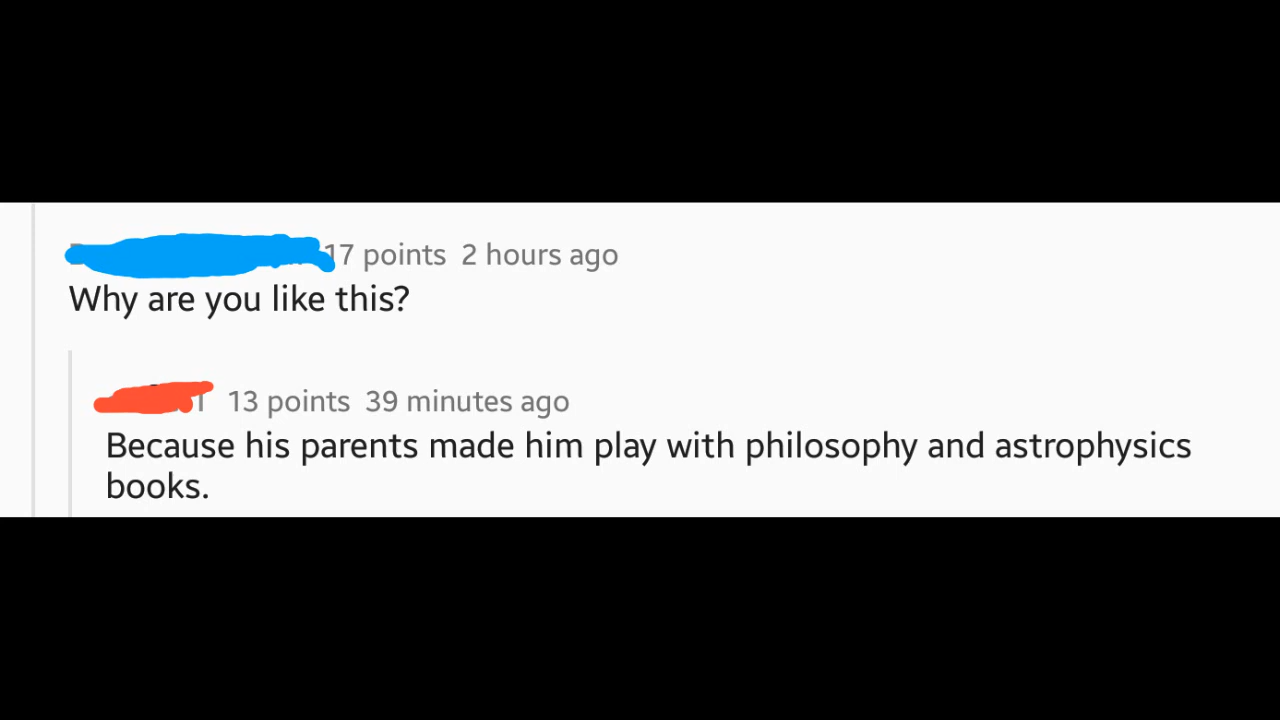 17 points 2 hours ago
Why are you like this?
13 points 39 minutes ago
Because his parents made him play with philosophy and astrophysics
books.